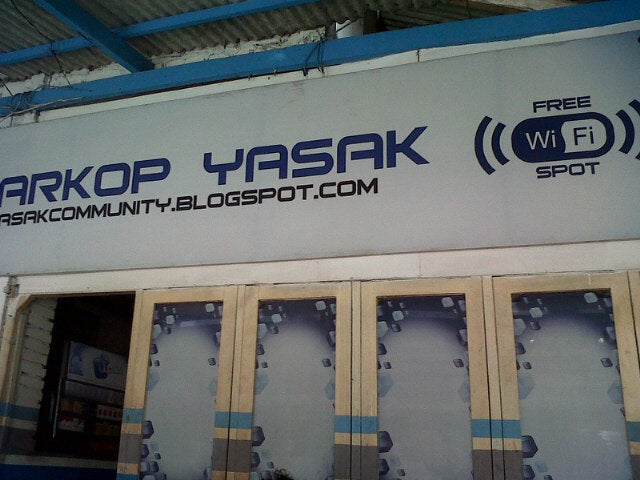 ARKOP YASAK
ASAKCOMMUNITY.BLOGSPOT.COM
FREE
Wi Fi
SPOT